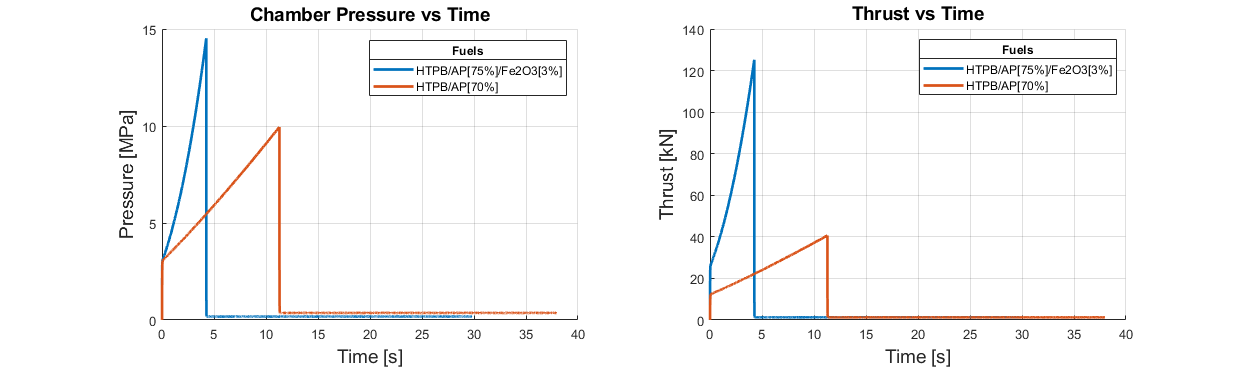 Chamber Pressure vs Time
15
10
5
0
Pressure [MPa]
Fuels
HTPB/AP[75%]/Fe2O3[3%]
HTPB/AP[70%]
0 5 10 15 20 25 30 35 40
Time [s]
Thrust vs Time
140
120
100
80
60
40
20
0
Thrust [kN]
Fuels
HTPB/AP[75%]/Fe2O3[3%]
HTPB/AP[70%]
0 5 10 15 20 25 30 35 40
Time [s]